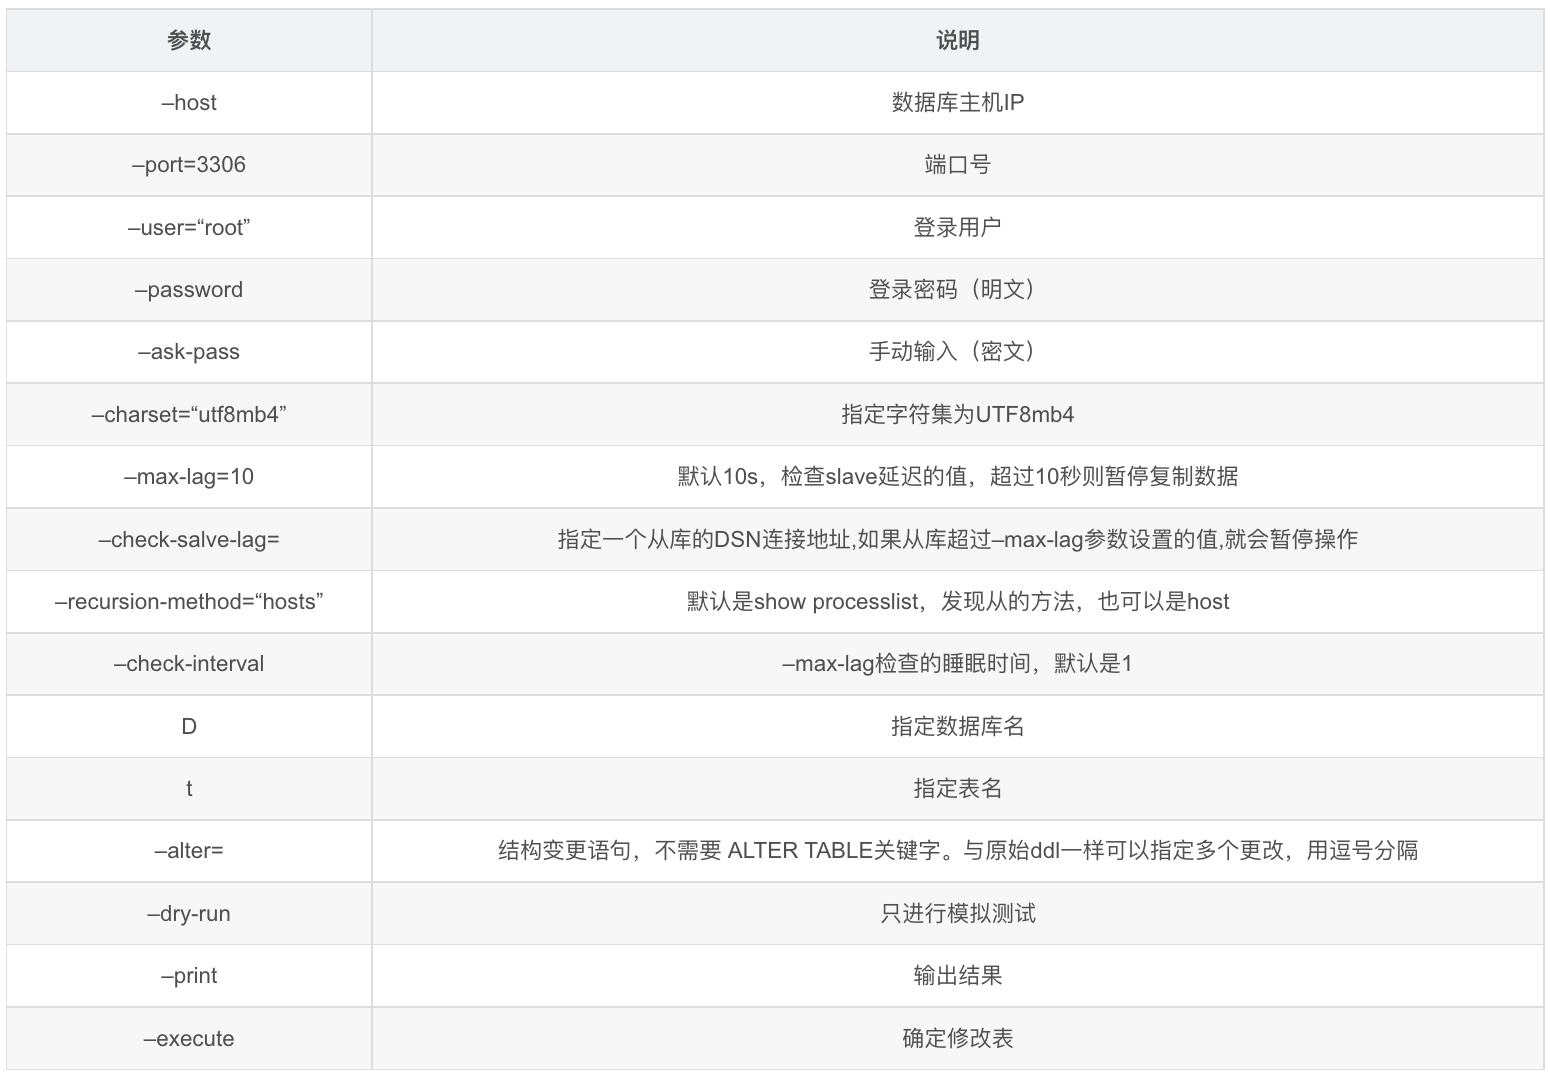 参数 说明
–host 数据库主机IP
–port=3306 端口号
–user=“root” 登录用户
–password 登录密码（明文）
–ask-pass 手动输入（密文）
–charset=“utf8mb4” 指定字符集为UTF8mb4
–max-lag=10 默认10s，检查slave延迟的值，超过10秒则暂停复制数据
–check-salve-lag= 指定一个从库的DSN连接地址,如果从库超过–max-lag参数设置的值,就会暂停操作
–recursion-method=“hosts” 默认是show processlist，发现从的方法，也可以是host
–check-interval –max-lag检查的睡眠时间，默认是1
D 指定数据库名
t 指定表名
–alter= 结构变更语句，不需要 ALTER TABLE关键字。与原始ddl一样可以指定多个更改，用逗号分隔
–dry-run 只进行模拟测试
–print 输出结果
–execute 确定修改表